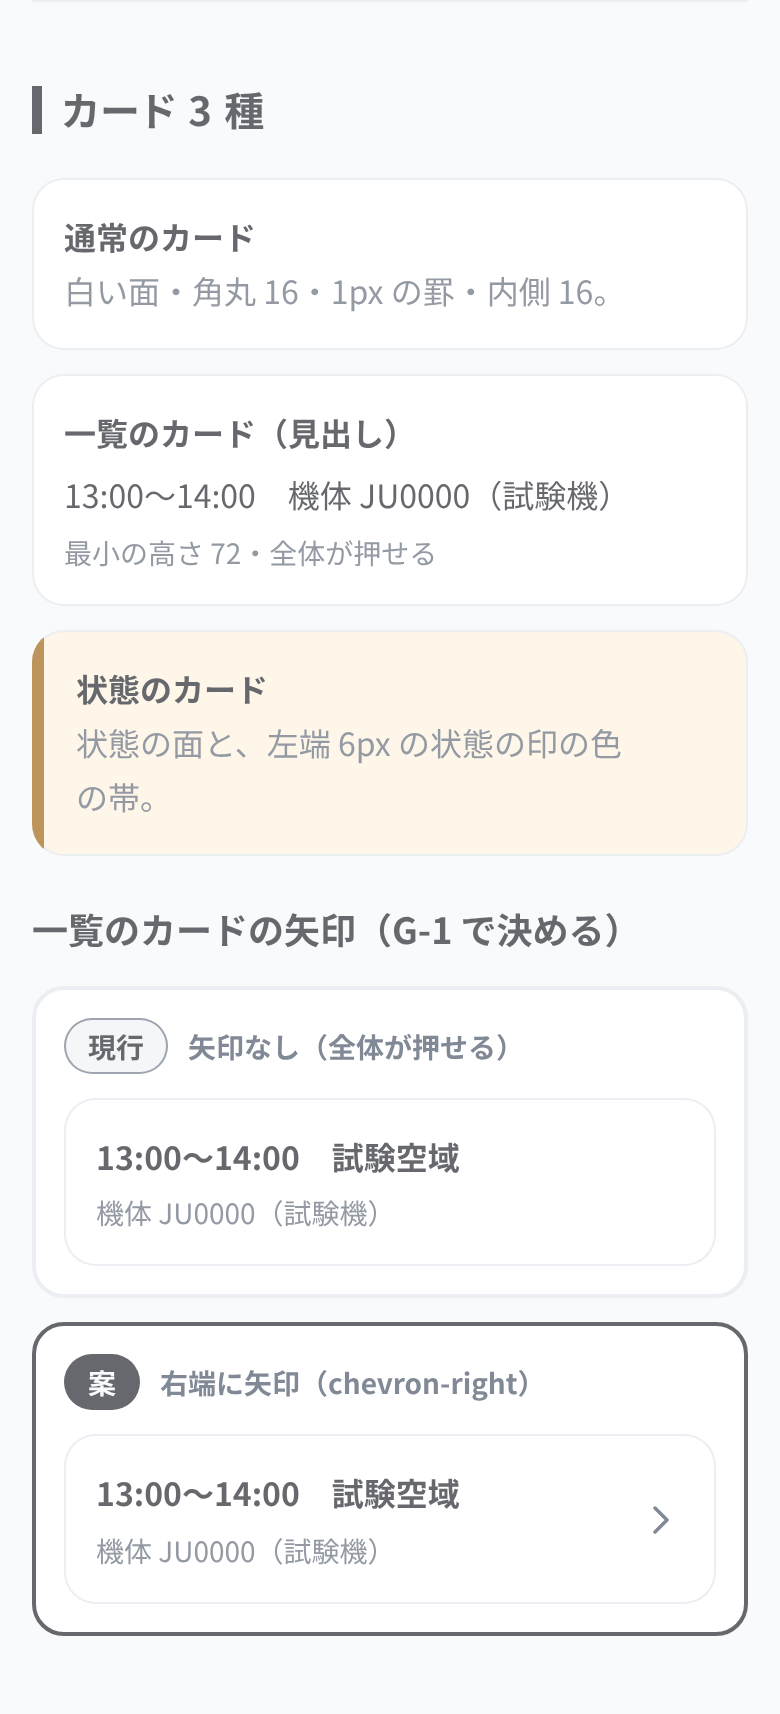 カード 3 種
通常のカード
白い面・角丸 16・1px の罫・内側 16。
一覧のカード（見出し）
13:00〜14:00　機体 JU0000（試験機）
最小の高さ 72・全体が押せる
状態のカード
状態の面と、左端 6px の状態の印の色
の帯。
一覧のカードの矢印（G-1 で決める）
現行　矢印なし（全体が押せる）
13:00〜14:00　試験空域
機体 JU0000（試験機）
案　右端に矢印（chevron-right）
13:00〜14:00　試験空域
機体 JU0000（試験機）